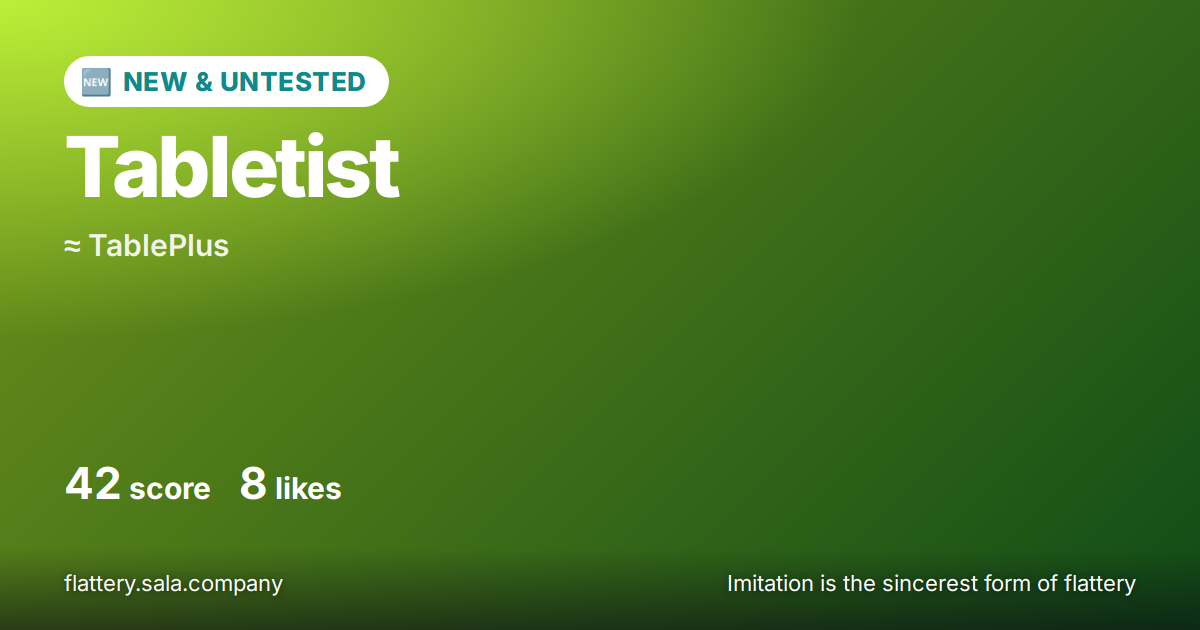 🆕 NEW & UNTESTED
Tabletist
≈ TablePlus
42 score 8 likes
flattery.sala.company
Imitation is the sincerest form of flattery